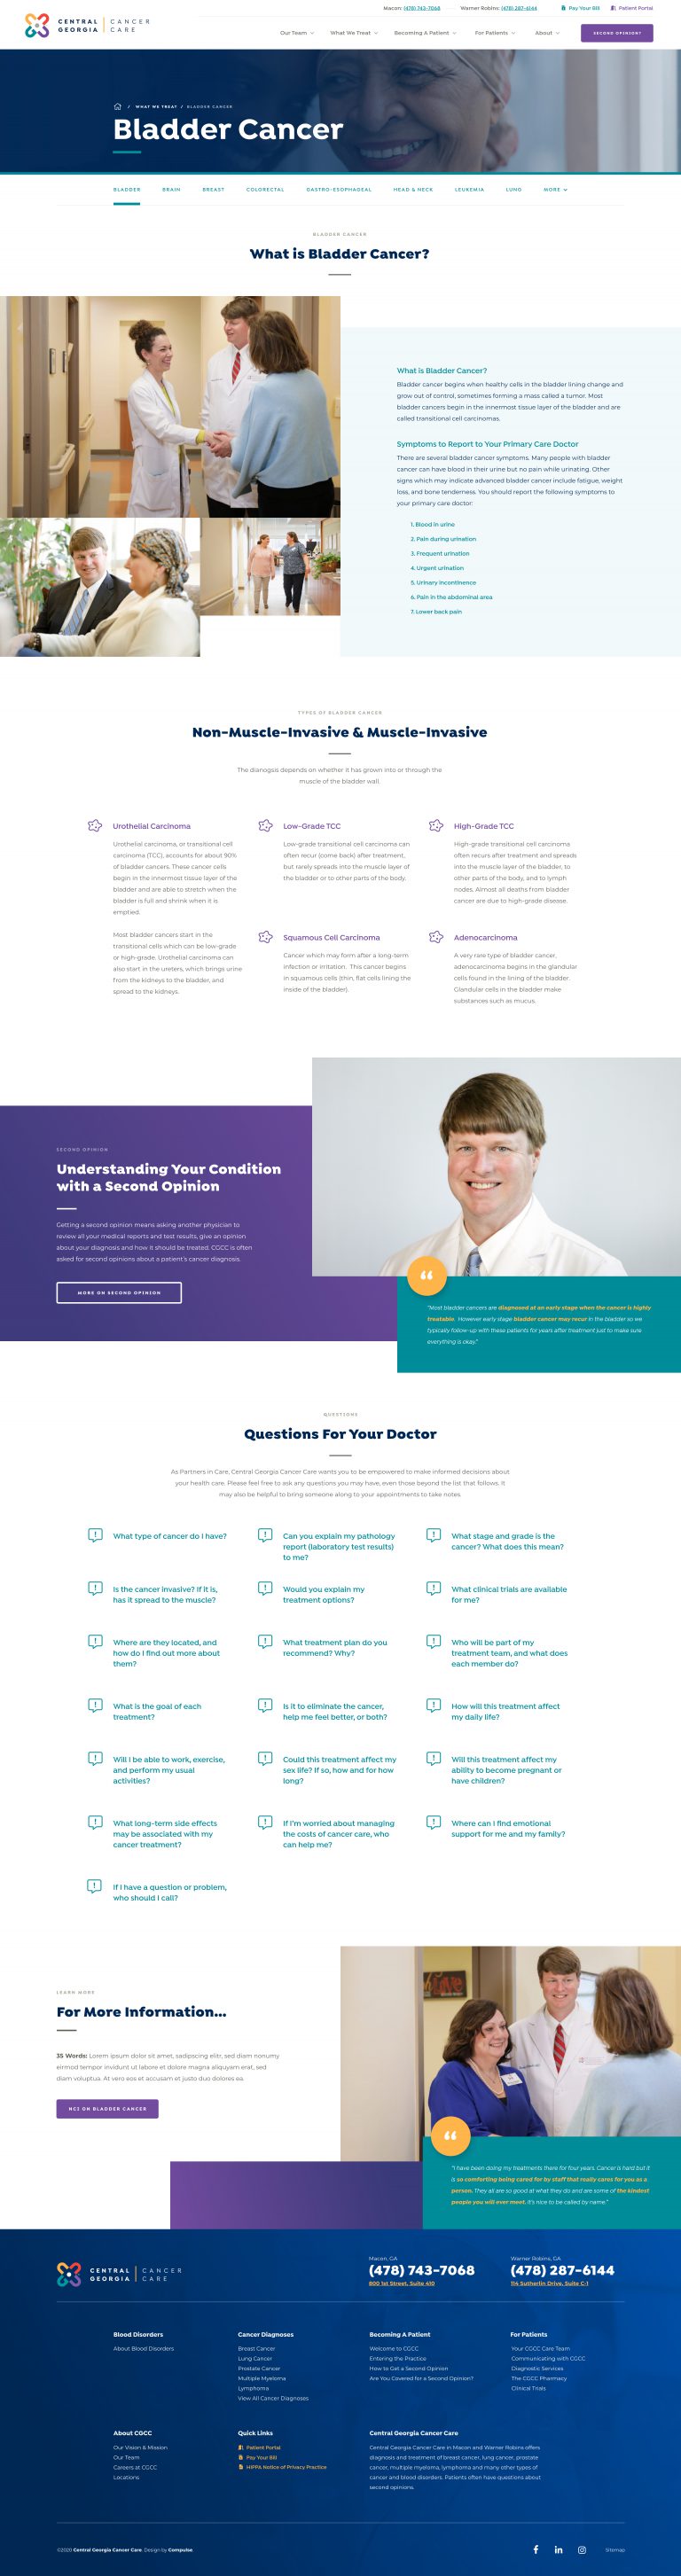 CENTRAL GEORGIA | CANCER CARE
Macon: (478) 743-7068
Warner Robins: (478) 287-6144
Pay Your Bill
Patient Portal
Our Team
What We Treat
Becoming A Patient
For Patients
About
SECOND OPINION?
/ WHAT WE TREAT / BLADDER CANCER
Bladder Cancer
BLADDER
BRAIN
BREAST
COLORECTAL
GASTRO-ESOPHAGEAL
HEAD & NECK
LEUKEMIA
LUNG
MORE
BLADDER CANCER
What is Bladder Cancer?
What is Bladder Cancer?
Bladder cancer begins when healthy cells in the bladder lining change and
grow out of control, sometimes forming a mass called a tumor. Most
bladder cancers begin in the innermost tissue layer of the bladder and are
called transitional cell carcinomas.
Symptoms to Report to Your Primary Care Doctor
There are several bladder cancer symptoms. Many people with bladder
cancer can have blood in their urine but no pain while urinating. Other
signs which may indicate advanced bladder cancer include fatigue, weight
loss, and bone tenderness. You should report the following symptoms to
your primary care doctor:
1. Blood in urine
2. Pain during urination
3. Frequent urination
4. Urgent urination
5. Urinary incontinence
6. Pain in the abdominal area
7. Lower back pain
TYPES OF BLADDER CANCER
Non-Muscle-Invasive & Muscle-Invasive
The dianogsis depends on whether it has grown into or through the
muscle of the bladder wall.
Urothelial Carcinoma
Urothelial carcinoma, or transitional cell
carcinoma (TCC), accounts for about 90%
of bladder cancers. These cancer cells
begin in the innermost tissue layer of the
bladder and are able to stretch when the
bladder is full and shrink when it is
emptied.
Most bladder cancers start in the
transitional cells which can be low-grade
or high-grade. Urothelial carcinoma can
also start in the ureters, which brings urine
from the kidneys to the bladder, and
spread to the kidneys.
Low-Grade TCC
Low-grade transitional cell carcinoma can
often recur (come back) after treatment,
but rarely spreads into the muscle layer of
the bladder or to other parts of the body.
High-Grade TCC
High-grade transitional cell carcinoma
often recurs after treatment and spreads
into the muscle layer of the bladder, to
other parts of the body, and to lymph
nodes. Almost all deaths from bladder
cancer are due to high-grade disease.
Squamous Cell Carcinoma
Cancer which may form after a long-term
infection or irritation. This cancer begins
in squamous cells (thin, flat cells lining the
inside of the bladder).
Adenocarcinoma
A very rare type of bladder cancer,
adenocarcinoma begins in the glandular
cells found in the lining of the bladder.
Glandular cells in the bladder make
substances such as mucus.
SECOND OPINION
Understanding Your Condition
with a Second Opinion
Getting a second opinion means asking another physician to
review all your medical reports and test results, give an opinion
about your diagnosis and how it should be treated. CGCC is often
asked for second opinions about a patient's cancer diagnosis.
MORE ON SECOND OPINION
"Most bladder cancers are diagnosed at an early stage when the cancer is highly
treatable. However early stage bladder cancer may recur in the bladder so we
typically follow-up with these patients for years after treatment just to make sure
everything is okay."
QUESTIONS
Questions For Your Doctor
As Partners in Care, Central Georgia Cancer Care wants you to be empowered to make informed decisions about
your health care. Please feel free to ask any questions you may have, even those beyond the list that follows. It
may also be helpful to bring someone along to your appointments to take notes.
What type of cancer do I have?
Can you explain my pathology
report (laboratory test results)
to me?
What stage and grade is the
cancer? What does this mean?
Is the cancer invasive? If it is,
has it spread to the muscle?
Would you explain my
treatment options?
What clinical trials are available
for me?
Where are they located, and
how do I find out more about
them?
What treatment plan do you
recommend? Why?
Who will be part of my
treatment team, and what does
each member do?
What is the goal of each
treatment?
Is it to eliminate the cancer,
help me feel better, or both?
How will this treatment affect
my daily life?
Will I be able to work, exercise,
and perform my usual
activities?
Could this treatment affect my
sex life? If so, how and for how
long?
Will this treatment affect my
ability to become pregnant or
have children?
What long-term side effects
may be associated with my
cancer treatment?
If I'm worried about managing
the costs of cancer care, who
can help me?
Where can I find emotional
support for me and my family?
If I have a question or problem,
who should I call?
LEARN MORE
For More Information...
35 Words: Lorem ipsum dolor sit amet, sadipscing elitr, sed diam nonumy
eirmod tempor invidunt ut labore et dolore magna aliquyam erat, sed
diam voluptua. At vero eos et accusam et justo duo dolores ea.
NCI ON BLADDER CANCER
"I have been doing my treatments there for four years. Cancer is hard but it
is so comforting being cared for by staff that really cares for you as a
person. They all are so good at what they do and are some of the kindest
people you will ever meet. It's nice to be called by name."
CENTRAL GEORGIA | CANCER CARE
Macon, GA
(478) 743-7068
800 1st Street, Suite 410
Warner Robins, GA
(478) 287-6144
114 Sutherlin Drive, Suite C-1
Blood Disorders
About Blood Disorders
Cancer Diagnoses
Breast Cancer
Lung Cancer
Prostate Cancer
Multiple Myeloma
Lymphoma
View All Cancer Diagnoses
Becoming A Patient
Welcome to CGCC
Entering the Practice
How to Get a Second Opinion
Are You Covered for a Second Opinion?
For Patients
Your CGCC Care Team
Communicating with CGCC
Diagnostic Services
The CGCC Pharmacy
Clinical Trials
About CGCC
Our Vision & Mission
Our Team
Careers at CGCC
Locations
Quick Links
Patient Portal
Pay Your Bill
HIPPA Notice of Privacy Practice
Central Georgia Cancer Care
Central Georgia Cancer Care in Macon and Warner Robins offers
diagnosis and treatment of breast cancer, lung cancer, prostate
cancer, multiple myeloma, lymphoma and many other types of
cancer and blood disorders. Patients often have questions about
second opinions.
©2020 Central Georgia Cancer Care. Design by Compulse.
Sitemap